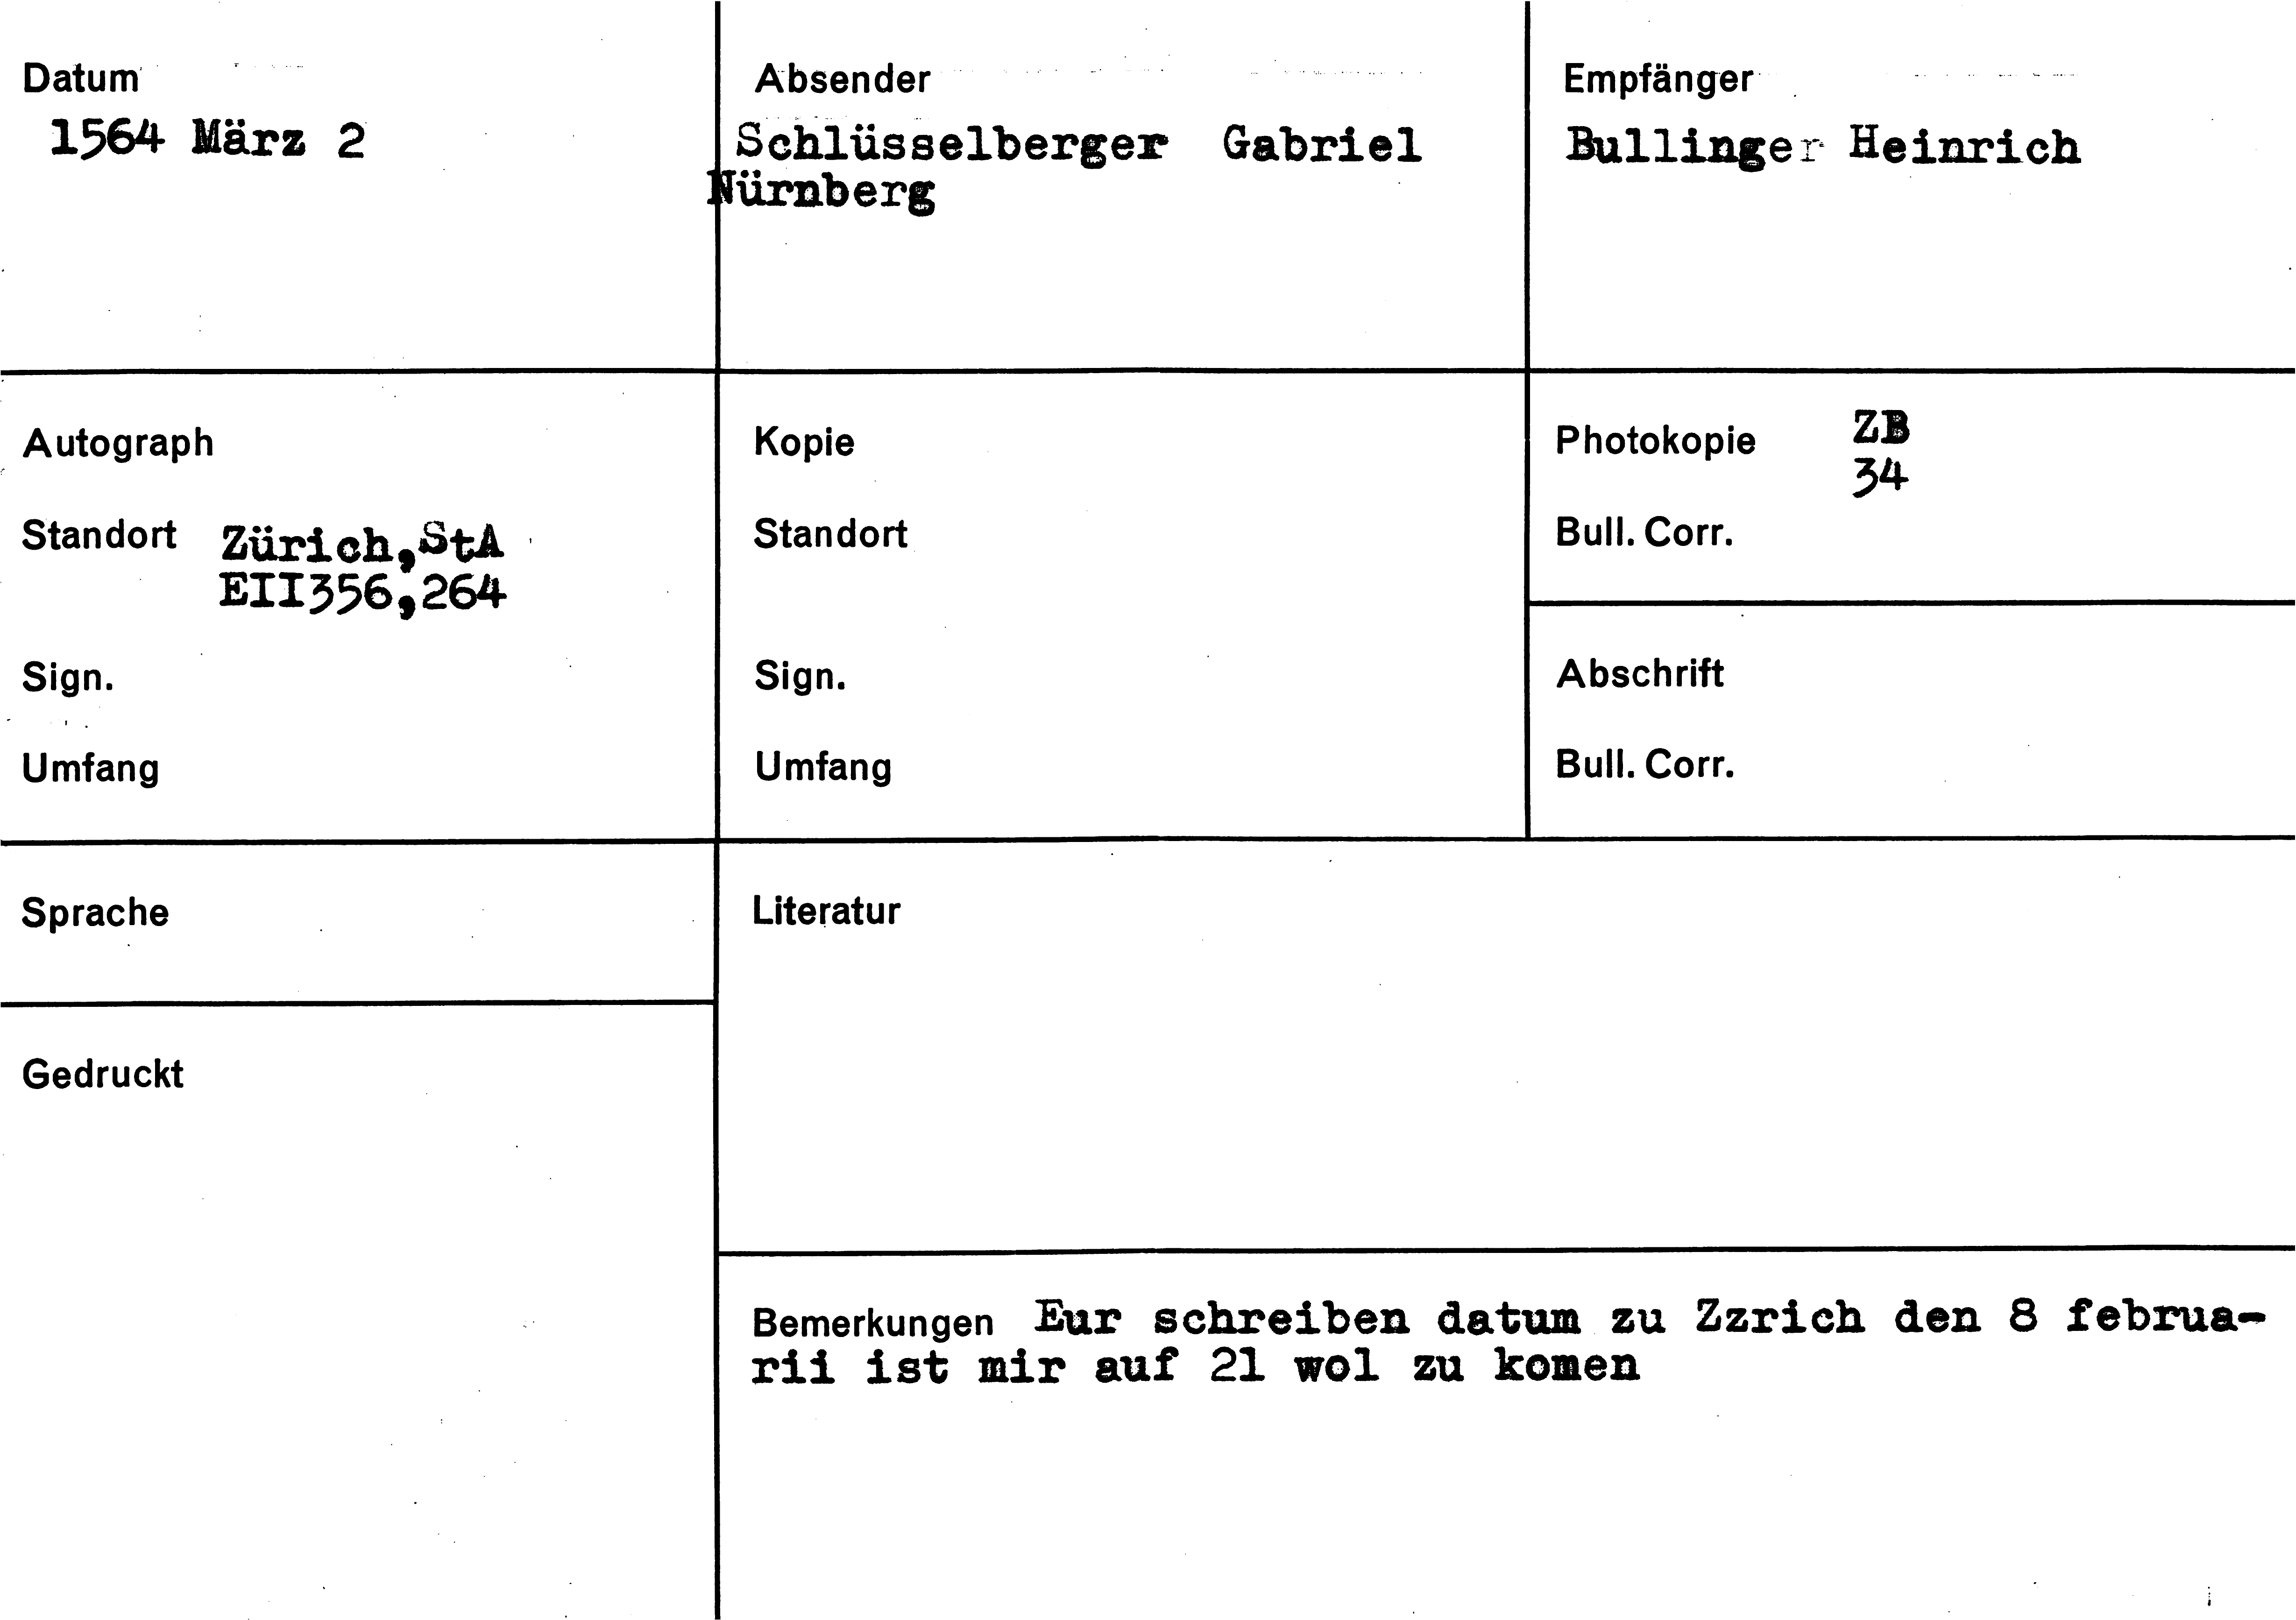 Datum
1564 März 2
Absender
Schlüsselberger Gabriel
Nürnberg
Empfänger
Bullinger Heinrich
Autograph
Standort Zürich,StA
EII356,264
Sign.
Umfang
Kopie
Standort
Sign.
Umfang
Photokopie ZB
34
Bull. Corr.
Abschrift
Bull. Corr.
Sprache
Gedruckt
Literatur
Bemerkungen Eur schreiben datum zu Zzrich den 8 februa-
rii ist mir auf 21 wol zu komen